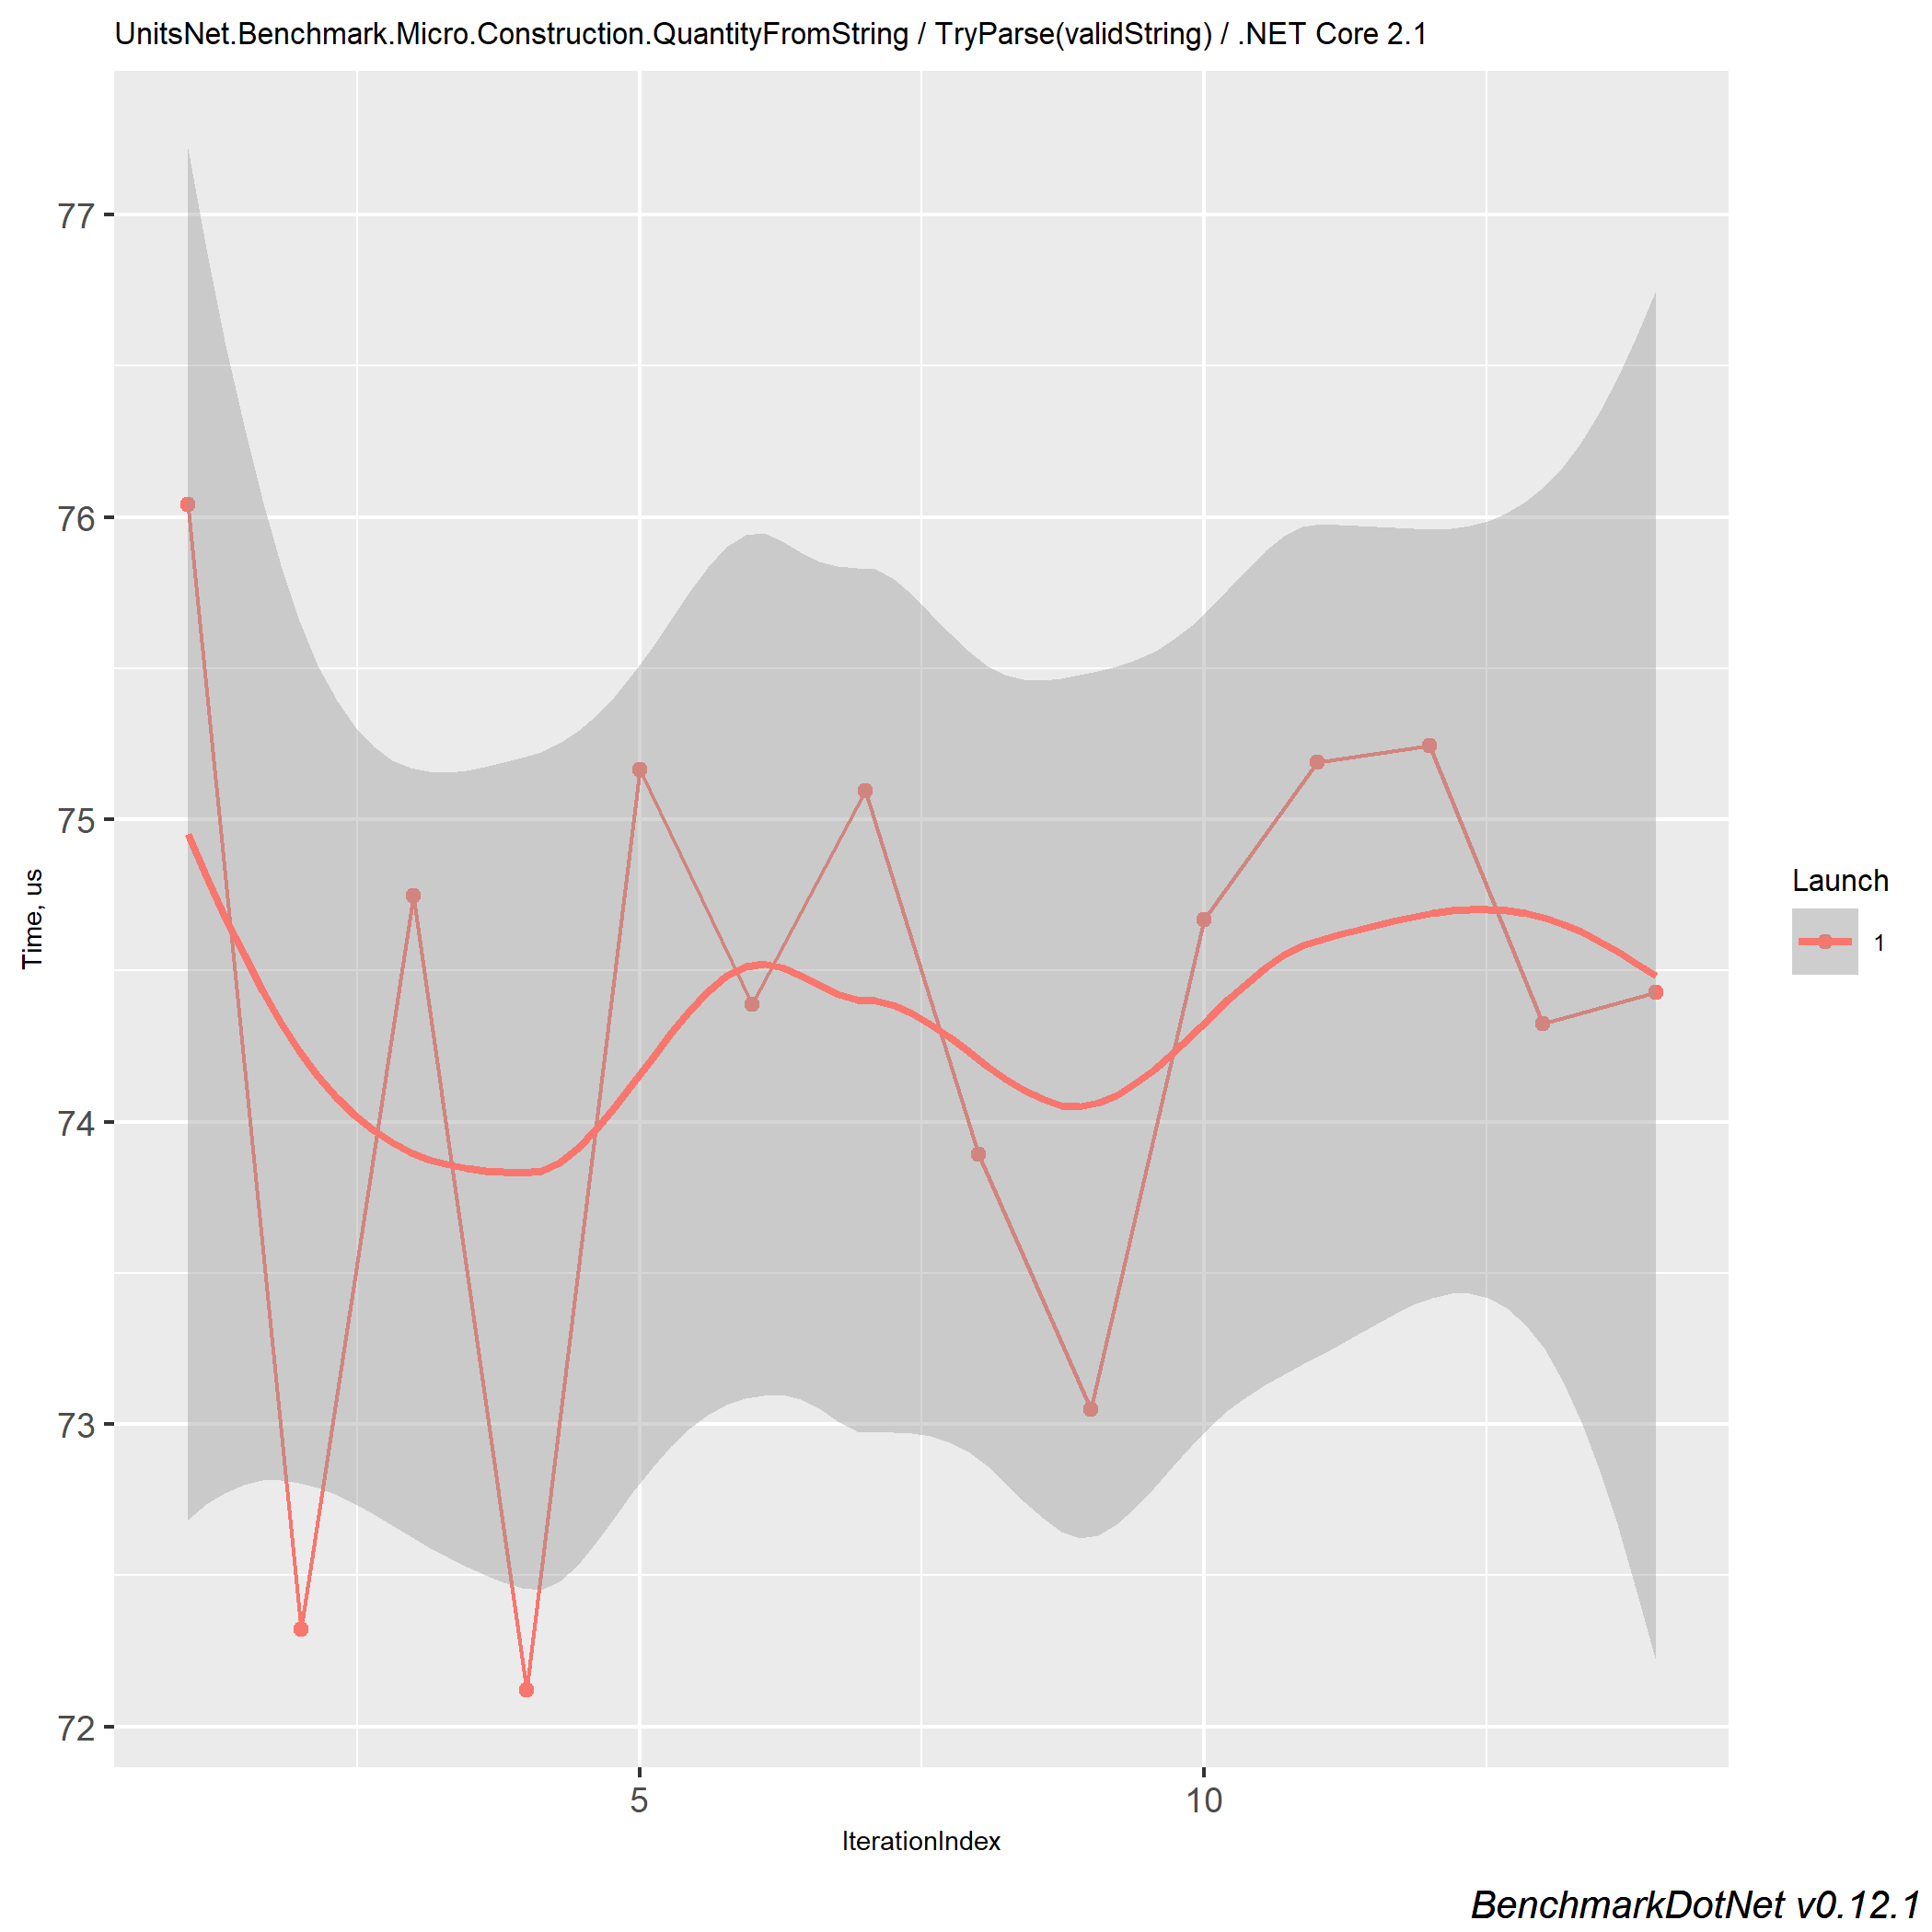 UnitsNet.Benchmark.Micro.Construction.QuantityFromString / TryParse(validString) / .NET Core 2.1
77
76
75
74
73
72
Time, us
5
10
IterationIndex
Launch
1
BenchmarkDotNet v0.12.1